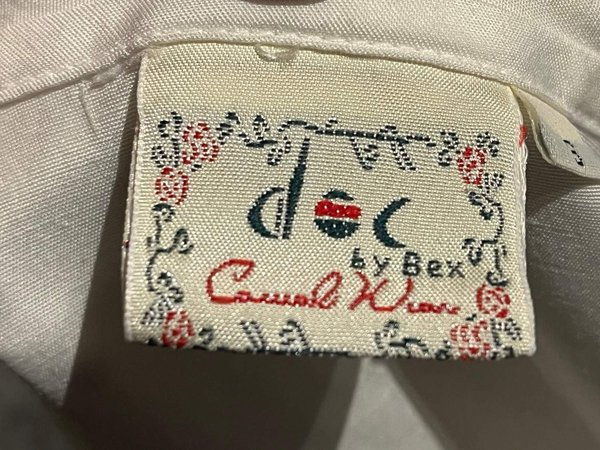 doc
by Bex
Casual Wear